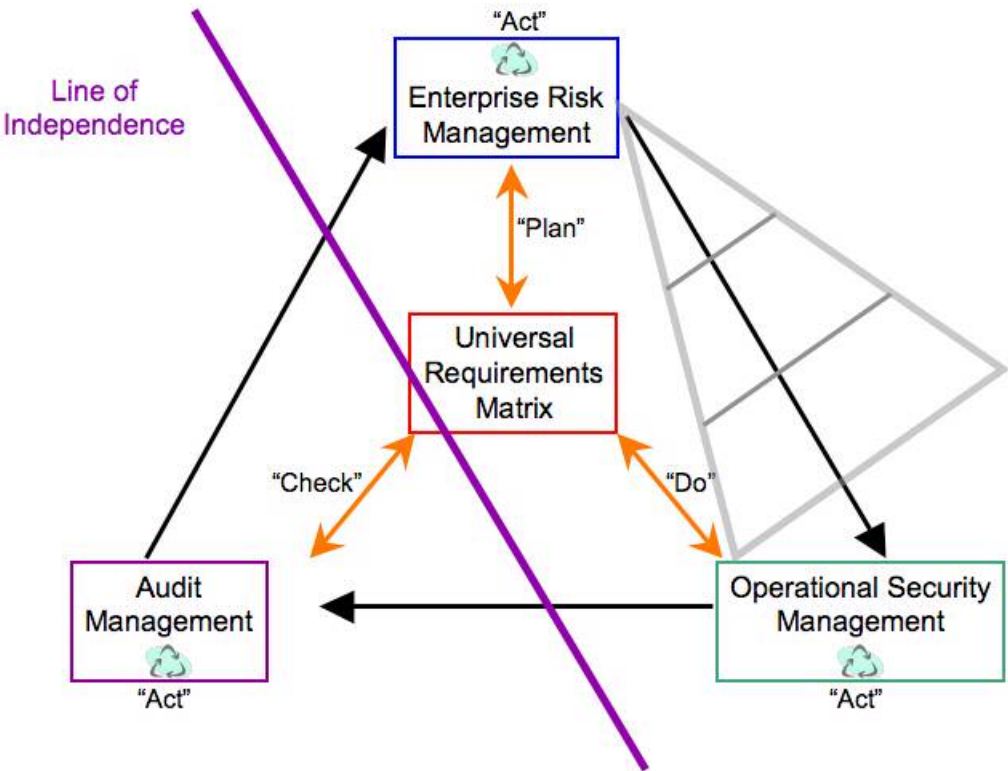 “Act”
Line of
Independence
Enterprise Risk
Management
“Plan”
Universal
Requirements
Matrix
“Check”
“Do”
Audit
Management
“Act”
Operational Security
Management
“Act”